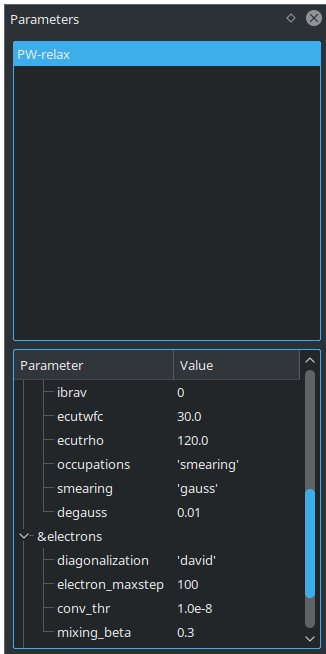 Parameters
PW-relax
Parameter Value
ibrav 0
ecutwfc 30.0
ecutrho 120.0
occupations 'smearing'
smearing 'gauss'
degauss 0.01
&electrons
diagonalization 'david'
electron_maxstep 100
conv_thr 1.0e-8
mixing_beta 0.3